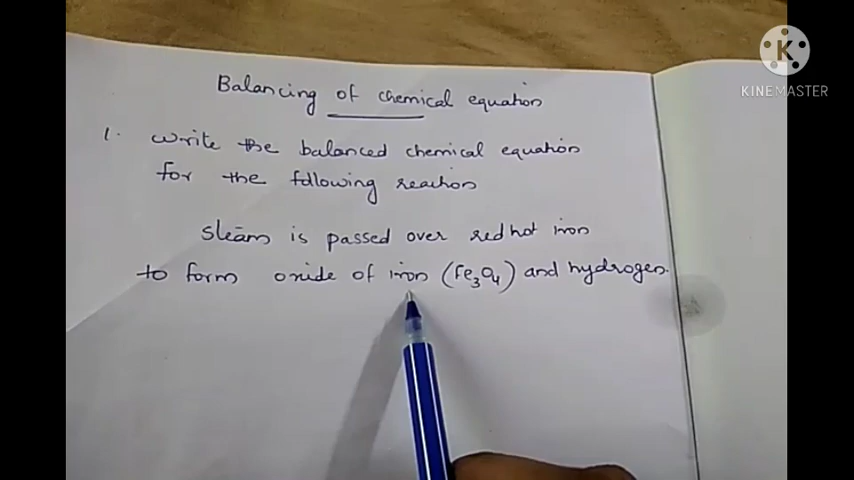 K
KINEMASTER
Balancing of chemical equation
1. Write the balanced chemical equation
for the following reaction
Steam is passed over red hot iron
to form oxide of iron (Fe₃O₄) and hydrogen.